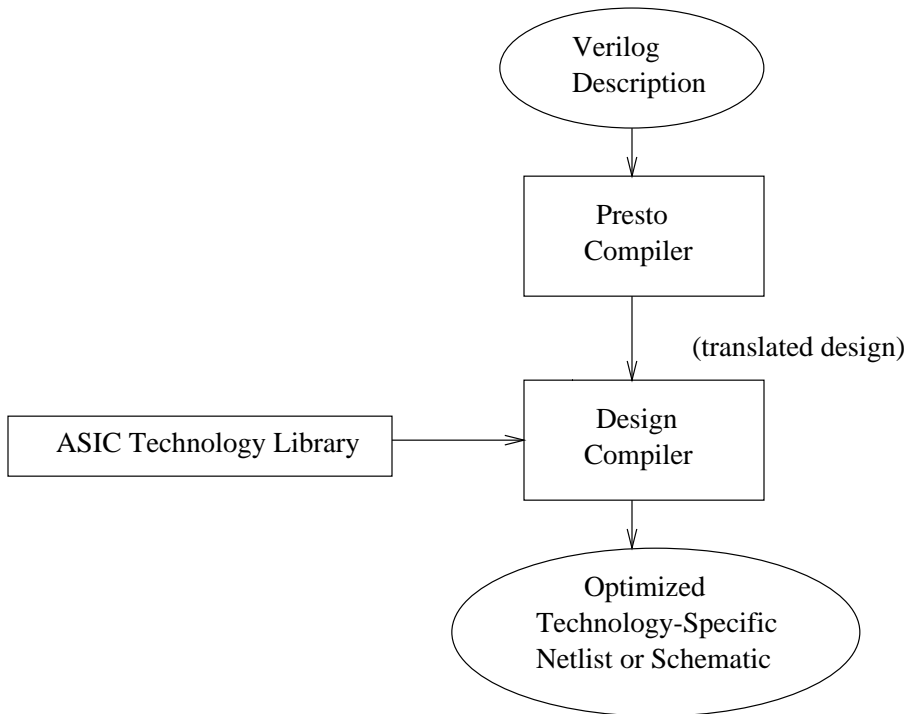 Verilog
Description
Presto
Compiler
(translated design)
ASIC Technology Library
Design
Compiler
Optimized
Technology-Specific
Netlist or Schematic